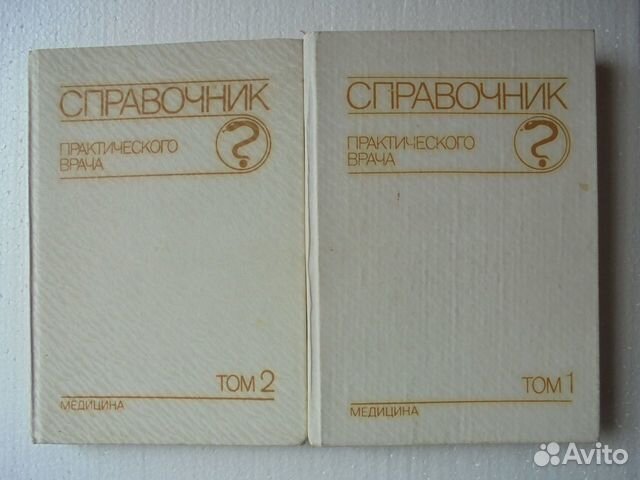 СПРАВОЧНИК
ПРАКТИЧЕСКОГО
ВРАЧА
ТОМ 2
МЕДИЦИНА
СПРАВОЧНИК
ПРАКТИЧЕСКОГО
ВРАЧА
ТОМ 1
МЕДИЦИНА
Avito